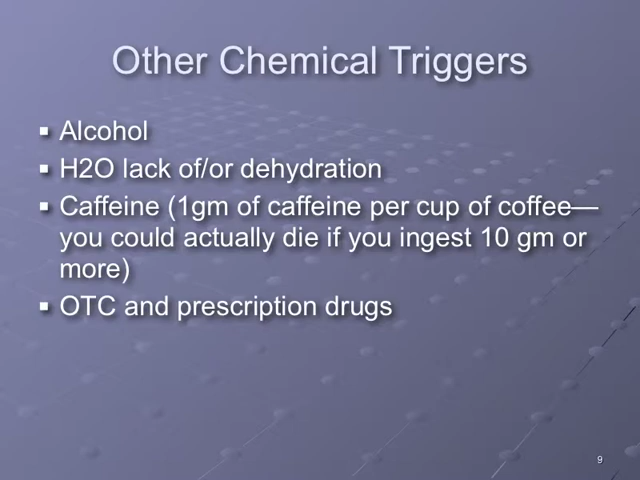 Other Chemical Triggers
▪ Alcohol
▪ H2O lack of/or dehydration
▪ Caffeine (1gm of caffeine per cup of coffee—
you could actually die if you ingest 10 gm or
more)
▪ OTC and prescription drugs
9